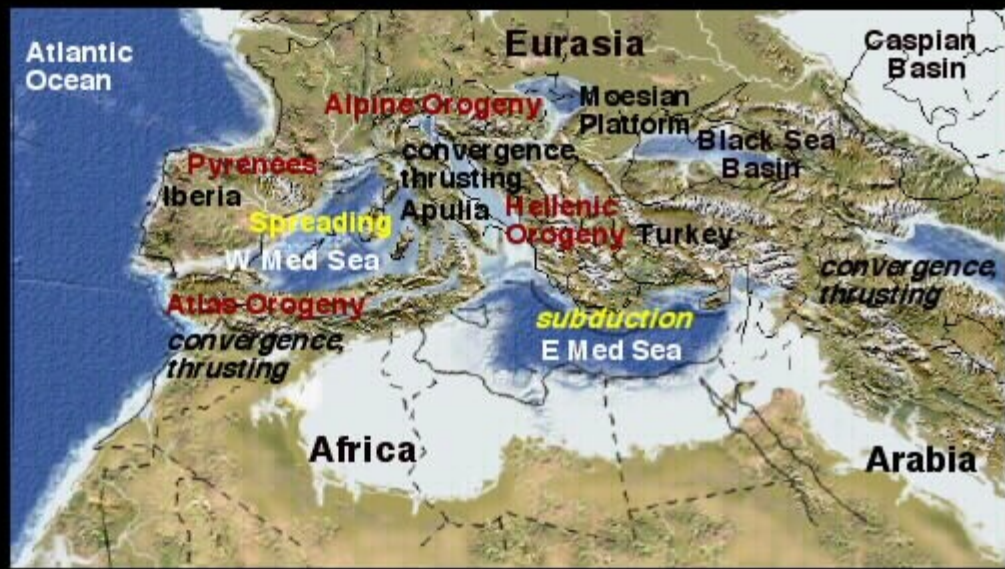 Atlantic
Ocean
Eurasia
Caspian
Basin
Alpine Orogeny
Moesian
Platform
Black Sea
Basin
convergence,
thrusting
Pyrenees
Iberia
Apulia
Hellenic
Orogeny
Turkey
Spreading
W Med Sea
convergence,
thrusting
Atlas Orogeny
convergence,
thrusting
subduction
E Med Sea
Africa
Arabia